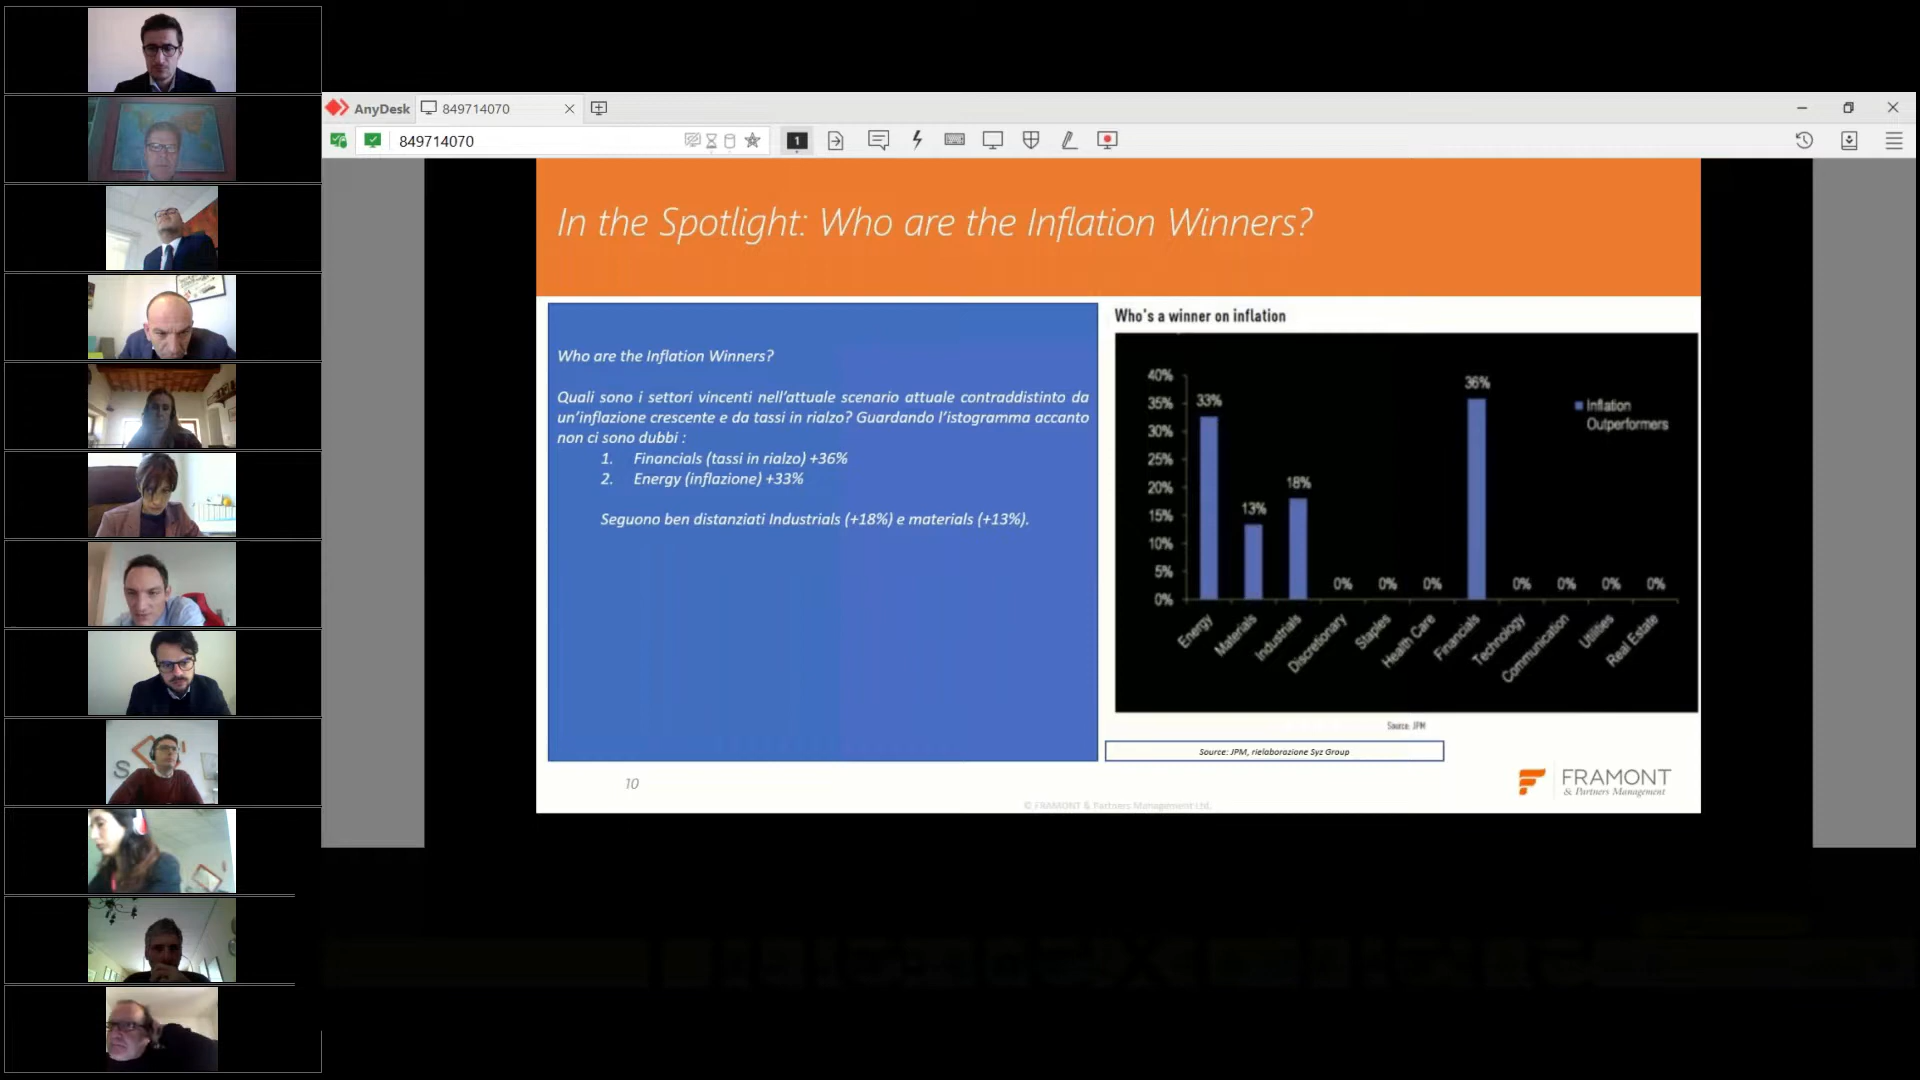 AnyDesk
849714070
849714070
1
In the Spotlight: Who are the Inflation Winners?
Who are the Inflation Winners?
Quali sono i settori vincenti nell'attuale scenario attuale contraddistinto da
un'inflazione crescente e da tassi in rialzo? Guardando l'istogramma accanto
non ci sono dubbi :
1. Financials (tassi in rialzo) +36%
2. Energy (inflazione) +33%
Seguono ben distanziati Industrials (+18%) e materials (+13%).
10
Who's a winner on inflation
40%
35%
30%
25%
20%
15%
10%
5%
0%
33%
13%
18%
0%
0%
0%
36%
0%
0%
0%
0%
Inflation
Outperformers
Energy
Materials
Industrials
Discretionary
Staples
Health Care
Financials
Technology
Communication
Utilities
Real Estate
Source: JPM
Source: JPM, rielaborazione Syz Group
FRAMONT
& Partners Management
© FRAMONT & Partners Management Ltd.
S